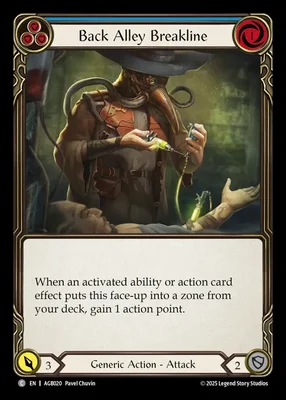 Back Alley Breakline
When an activated ability or action card
effect puts this face-up into a zone from
your deck, gain 1 action point.
3
Generic Action - Attack
2
C EN | AGB020 Pavel Chuvin
©2025 Legend Story Studios